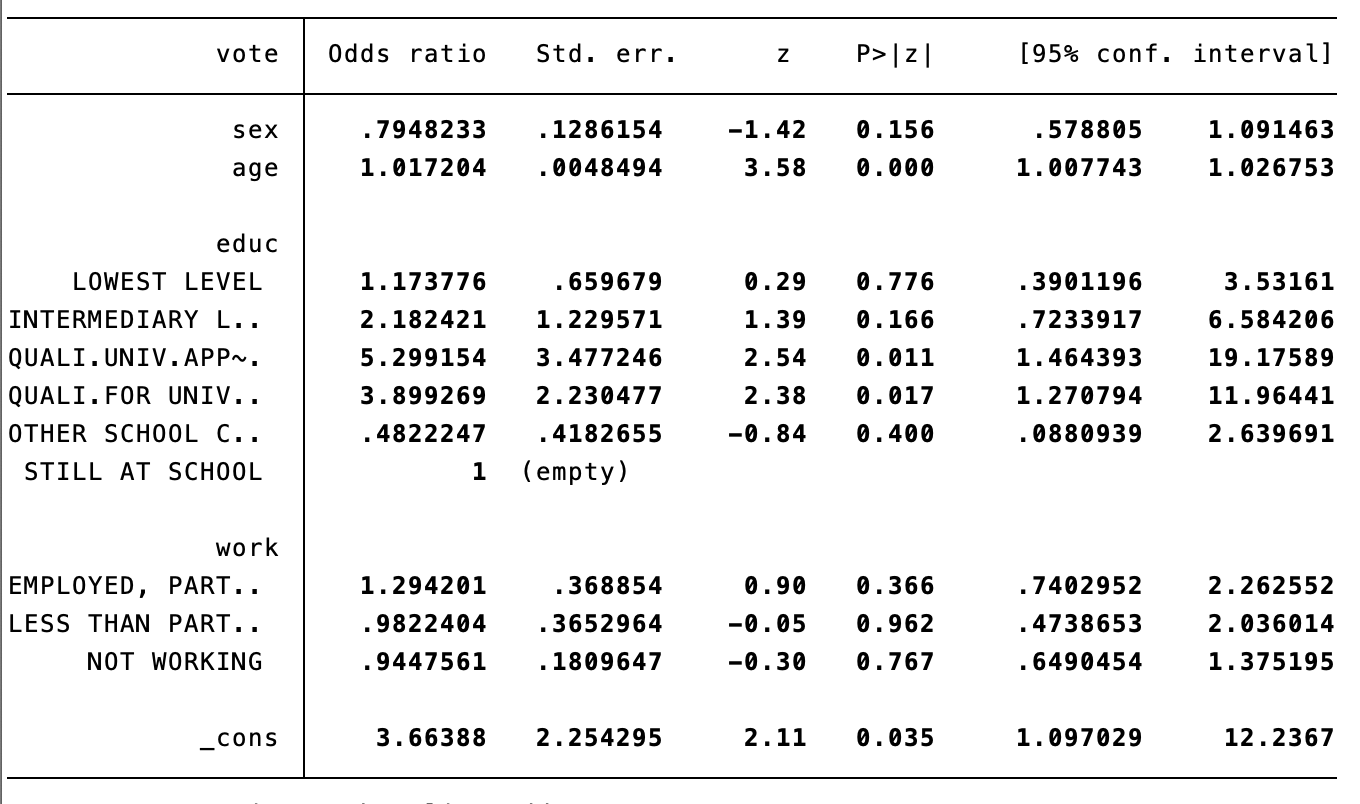 vote Odds ratio Std. err. z P>|z| [95% conf. interval]
sex .7948233 .1286154 -1.42 0.156 .578805 1.091463
age 1.017204 .0048494 3.58 0.000 1.007743 1.026753
educ
LOWEST LEVEL 1.173776 .659679 0.29 0.776 .3901196 3.53161
INTERMEDIARY L.. 2.182421 1.229571 1.39 0.166 .7233917 6.584206
QUALI.UNIV.APP~. 5.299154 3.477246 2.54 0.011 1.464393 19.17589
QUALI.FOR UNIV.. 3.899269 2.230477 2.38 0.017 1.270794 11.96441
OTHER SCHOOL C.. .4822247 .4182655 -0.84 0.400 .0880939 2.639691
STILL AT SCHOOL 1 (empty)
work
EMPLOYED, PART.. 1.294201 .368854 0.90 0.366 .7402952 2.262552
LESS THAN PART.. .9822404 .3652964 -0.05 0.962 .4738653 2.036014
NOT WORKING .9447561 .1809647 -0.30 0.767 .6490454 1.375195
_cons 3.66388 2.254295 2.11 0.035 1.097029 12.2367